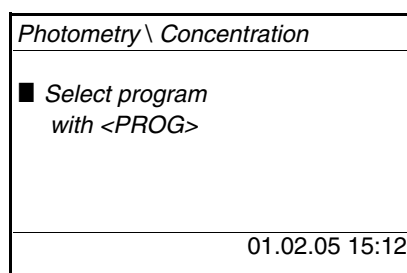 Photometry \ Concentration
Select program
with <PROG>
01.02.05 15:12